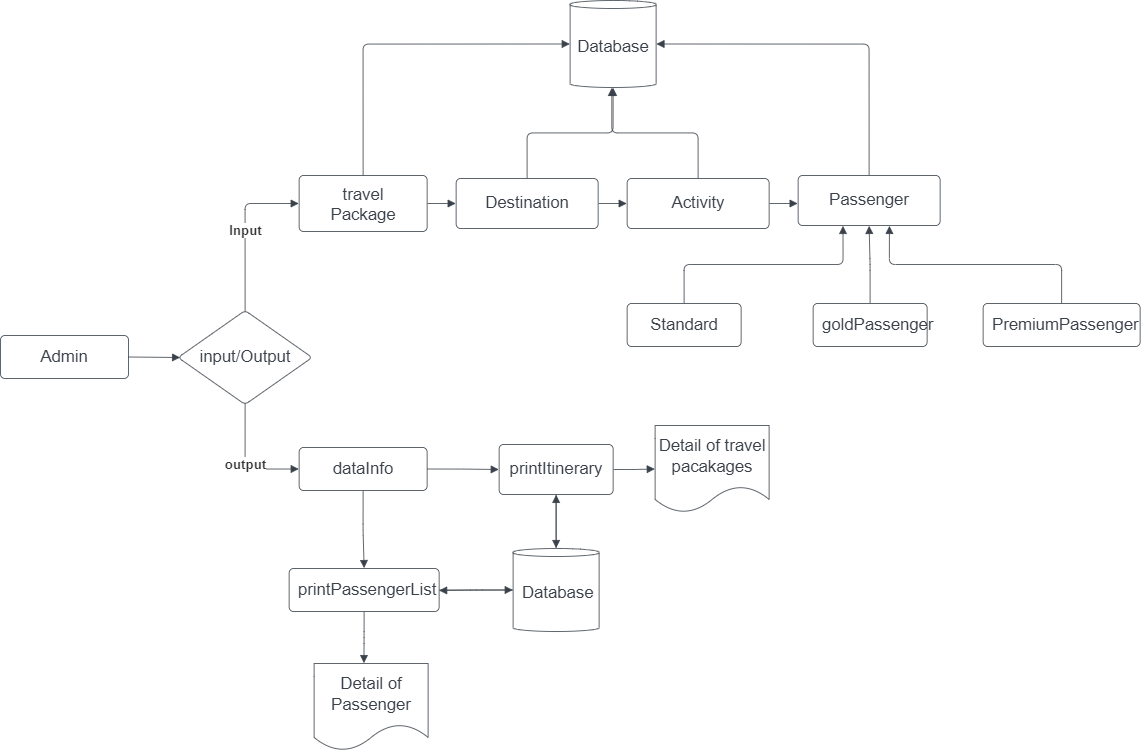 Database
travel
Package
Destination
Activity
Passenger
Input
Standard
goldPassenger
PremiumPassenger
Admin
input/Output
output
dataInfo
printItinerary
Detail of travel
pacakages
printPassengerList
Database
Detail of
Passenger